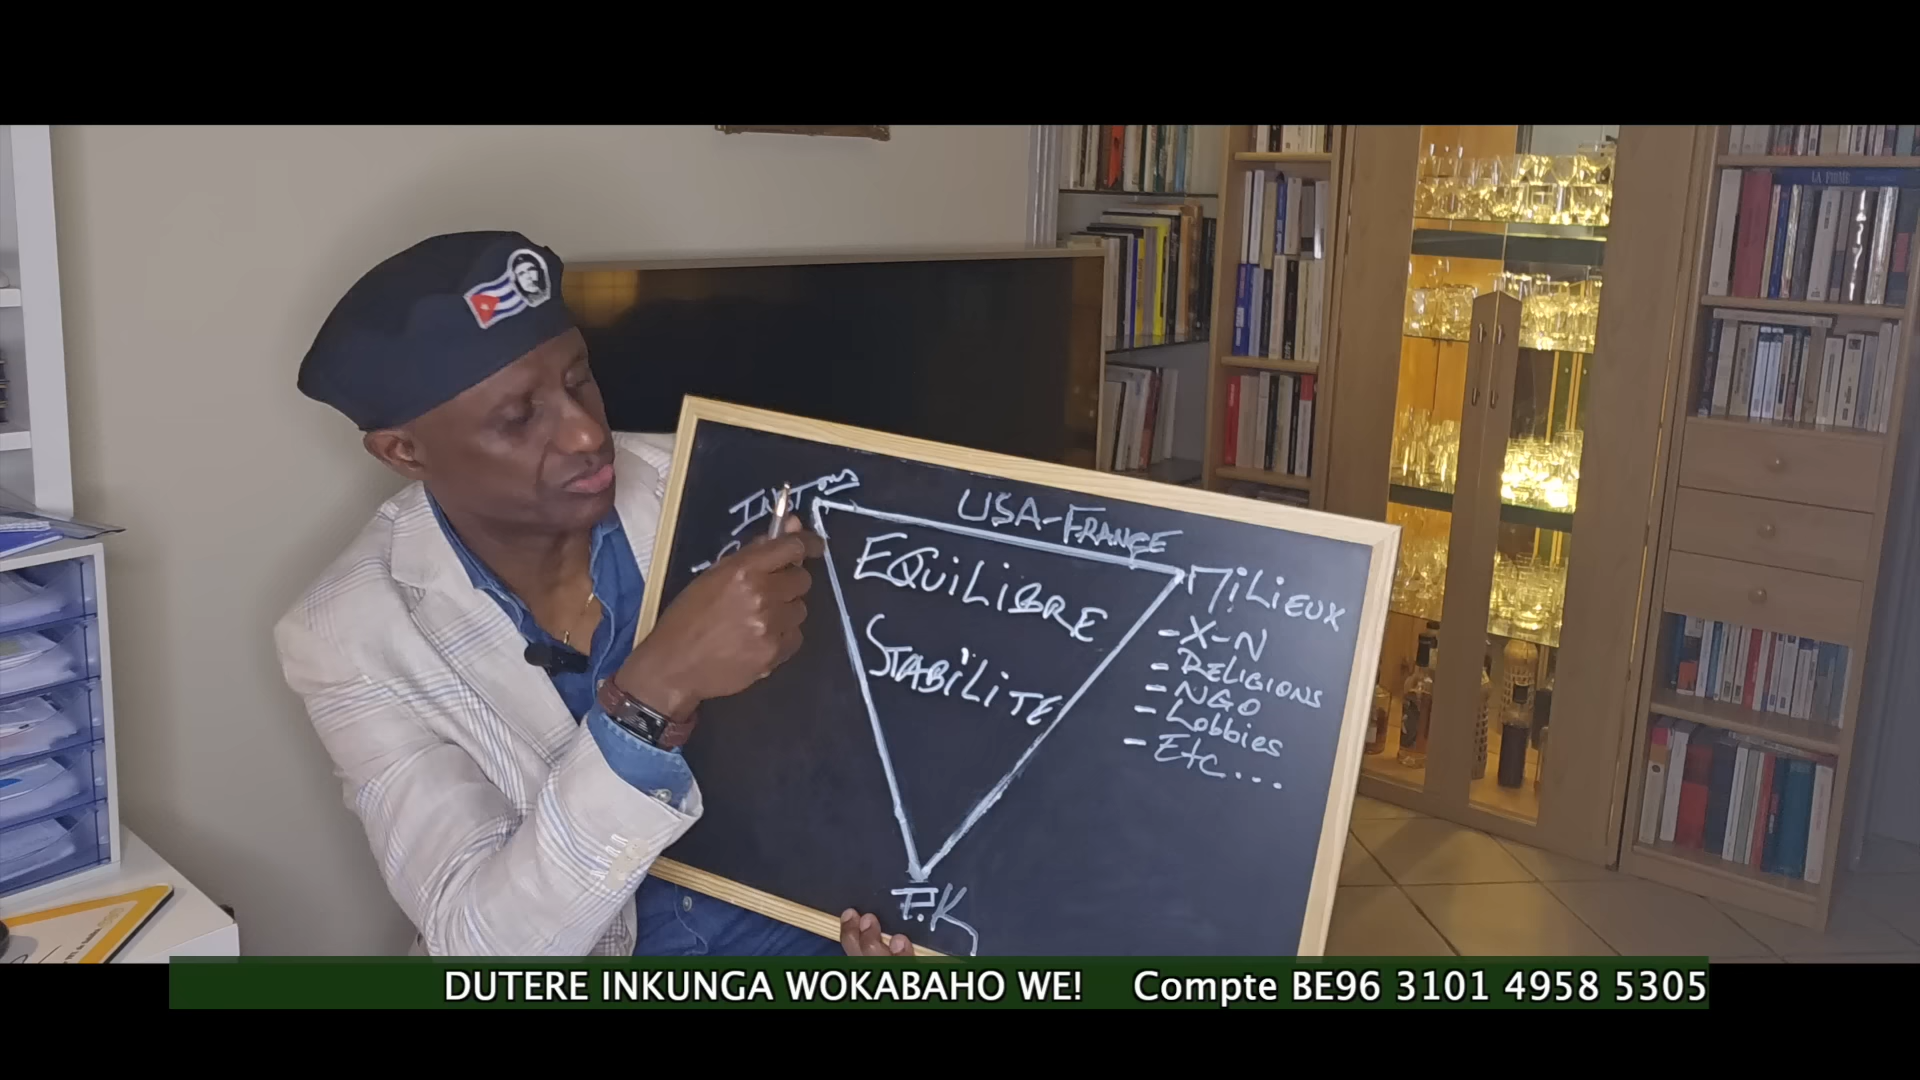 USA-FRANCE
EQUILIBRE
STABILITE
MILIEUX
- X-N
- RELIGIONS
- NGO
- Lobbies
- Etc....
P.K
DUTERE INKUNGA WOKABAHO WE! Compte BE96 3101 4958 5305